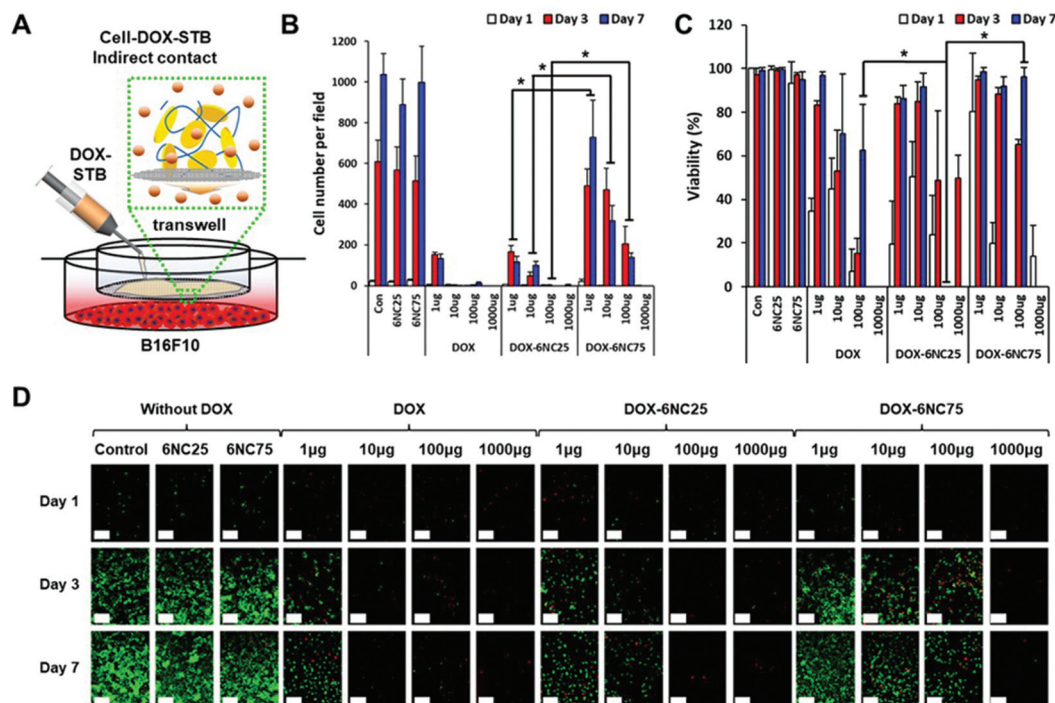 A
Cell-DOX-STB
Indirect contact
DOX-
STB
transwell
B16F10
B
Day 1 Day 3 Day 7
Cell number per field
1200
1000
800
600
400
200
0
* * *
Con 6NC25 6NC75 1ug 10ug 100ug 1000ug 1ug 10ug 100ug 1000ug 1ug 10ug 100ug 1000ug
DOX DOX-6NC25 DOX-6NC75
C
Day 1 Day 3 Day 7
Viability (%)
120
100
80
60
40
20
0
* *
Con 6NC25 6NC75 1ug 10ug 100ug 1000ug 1ug 10ug 100ug 1000ug 1ug 10ug 100ug 1000ug
DOX DOX-6NC25 DOX-6NC75
D
Without DOX DOX DOX-6NC25 DOX-6NC75
Control 6NC25 6NC75 1µg 10µg 100µg 1000µg 1µg 10µg 100µg 1000µg 1µg 10µg 100µg 1000µg
Day 1
Day 3
Day 7